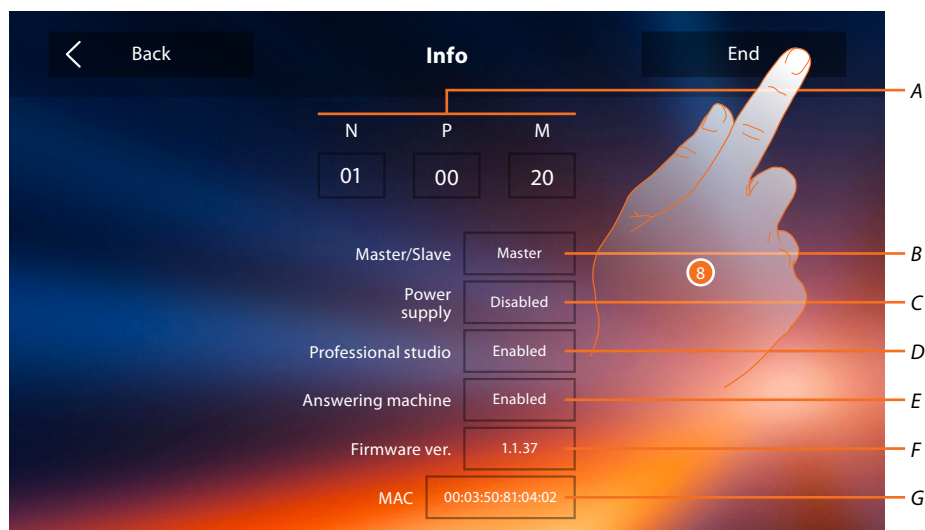 Back Info End
A
N P M
01 00 20
Master/Slave Master B
8
Power
supply Disabled C
Professional studio Enabled D
Answering machine Enabled E
Firmware ver. 1.1.37 F
MAC 00:03:50:81:04:02 G